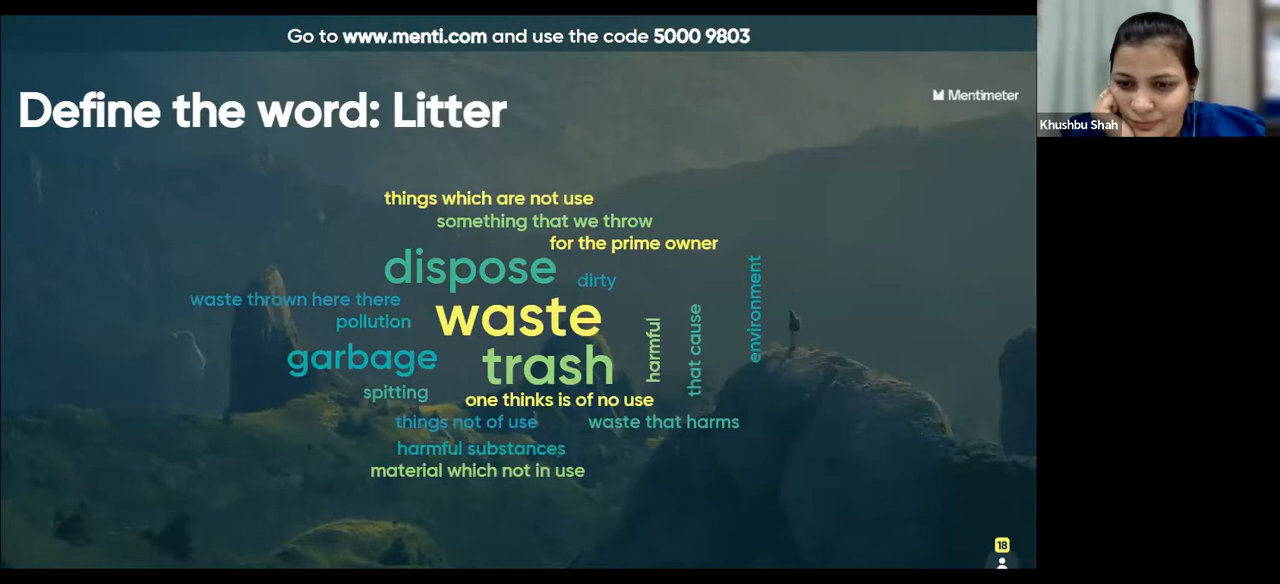 Go to www.menti.com and use the code 5000 9803
Define the word: Litter
Mentimeter
Khushbu Shah
things which are not use
something that we throw
for the prime owner
dispose
dirty
environment
waste thrown here there
waste
pollution
harmful
that cause
garbage
trash
spitting
one thinks is of no use
things not of use
waste that harms
harmful substances
material which not in use
18